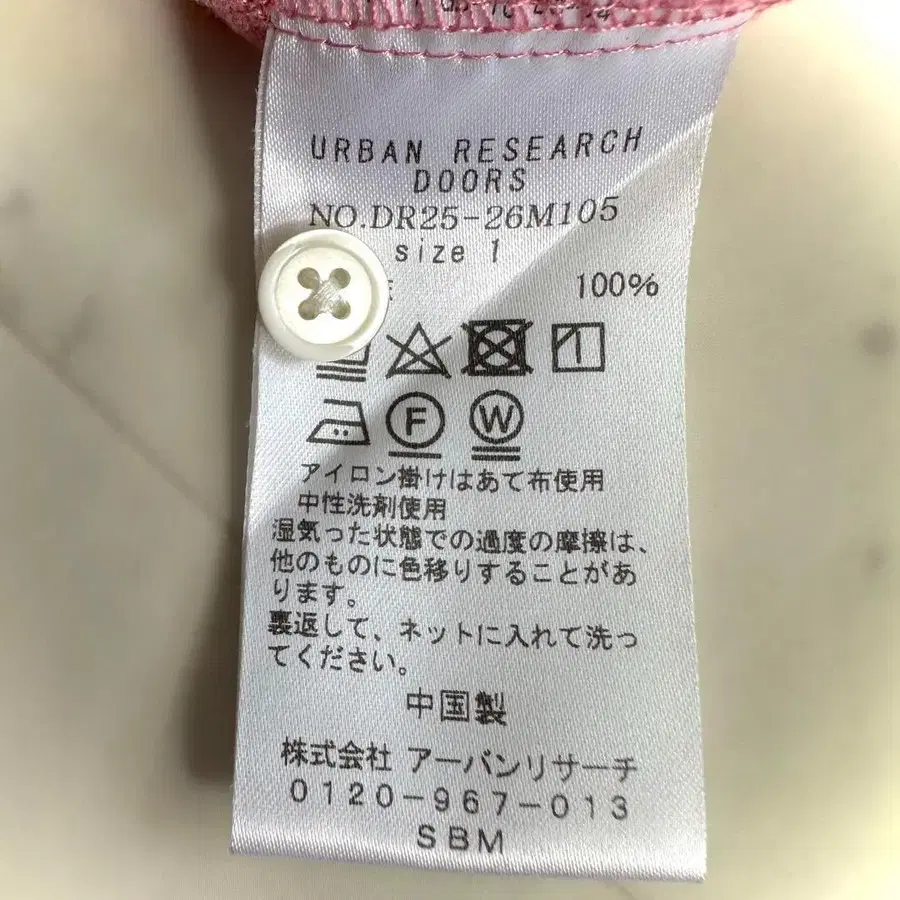 URBAN RESEARCH
DOORS
NO.DR25-26M105
size 1
100%
F W
アイロン掛けはあて布使用
中性洗剤使用
湿気った状態での過度の摩擦は、
他のものに色移りすることがあ
ります。
裏返して、ネットに入れて洗っ
てください。
中国製
株式会社 アーバンリサーチ
0120-967-013
SBM